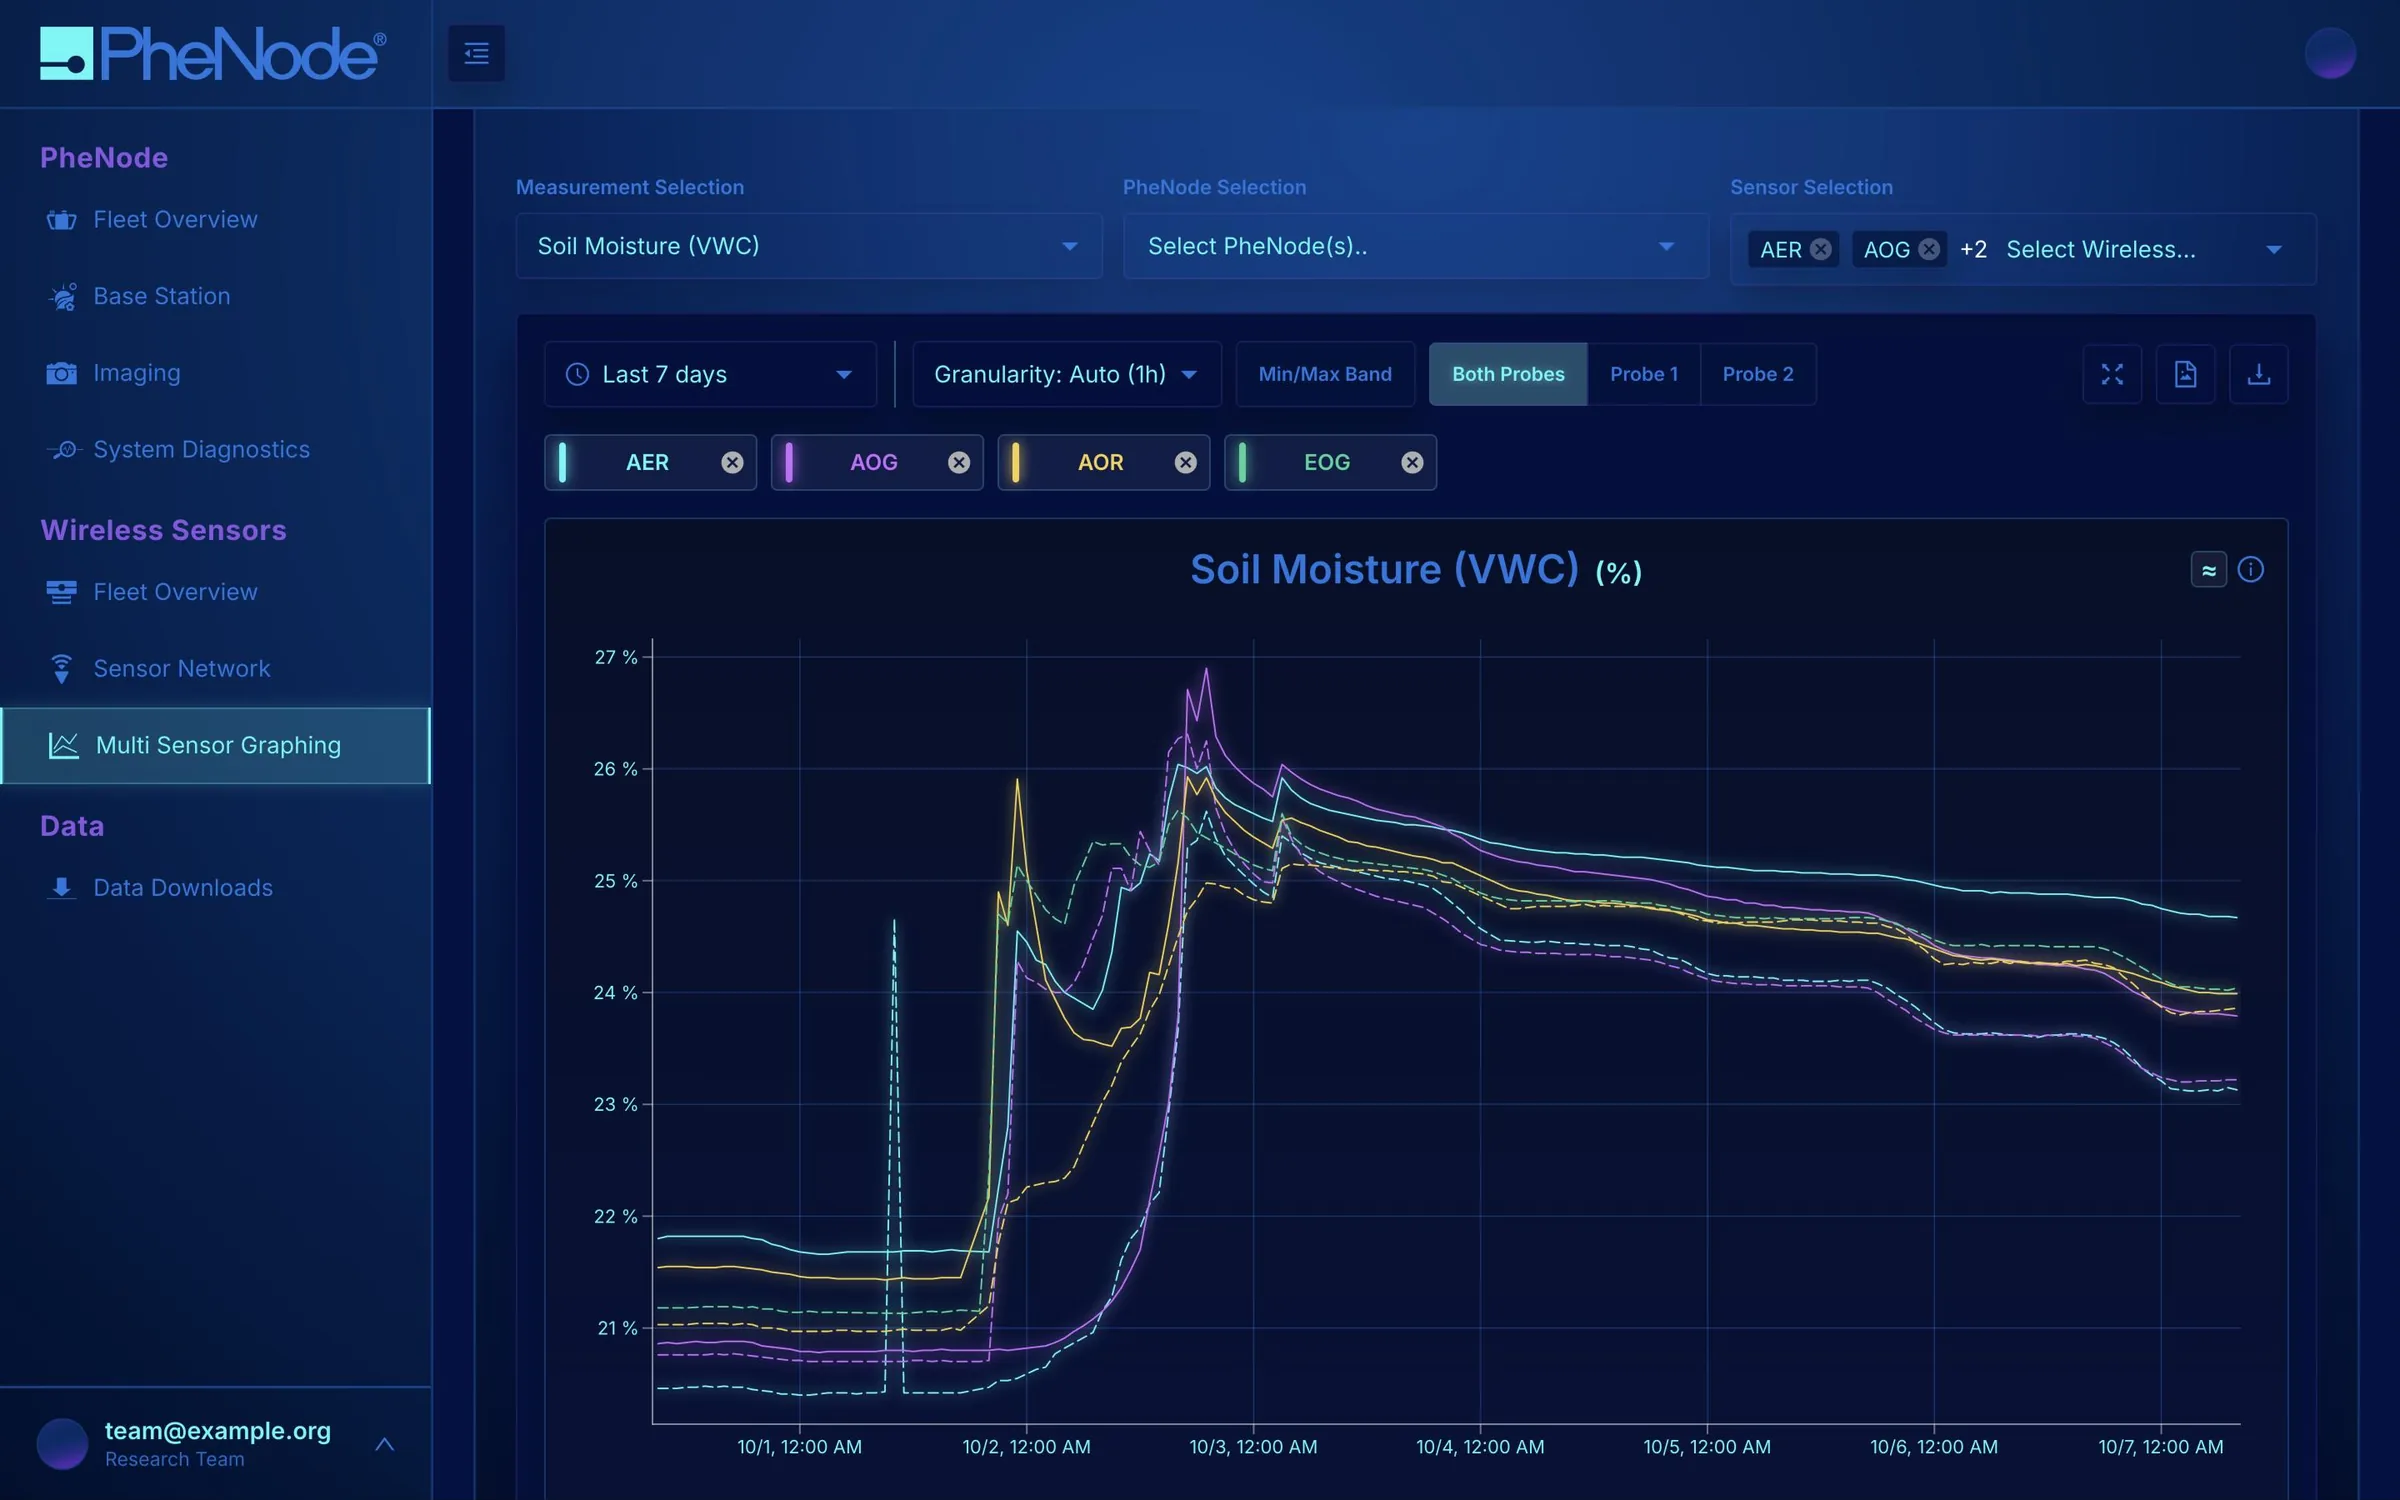 PheNode®
PheNode
Fleet Overview
Base Station
Imaging
System Diagnostics
Wireless Sensors
Fleet Overview
Sensor Network
Multi Sensor Graphing
Data
Data Downloads
team@example.org
Research Team
Measurement Selection
Soil Moisture (VWC)
PheNode Selection
Select PheNode(s)..
Sensor Selection
AER AOG +2 Select Wireless...
Last 7 days
Granularity: Auto (1h)
Min/Max Band
Both Probes
Probe 1
Probe 2
AER
AOG
AOR
EOG
Soil Moisture (VWC) (%)
≈
27 %
26 %
25 %
24 %
23 %
22 %
21 %
10/1, 12:00 AM
10/2, 12:00 AM
10/3, 12:00 AM
10/4, 12:00 AM
10/5, 12:00 AM
10/6, 12:00 AM
10/7, 12:00 AM